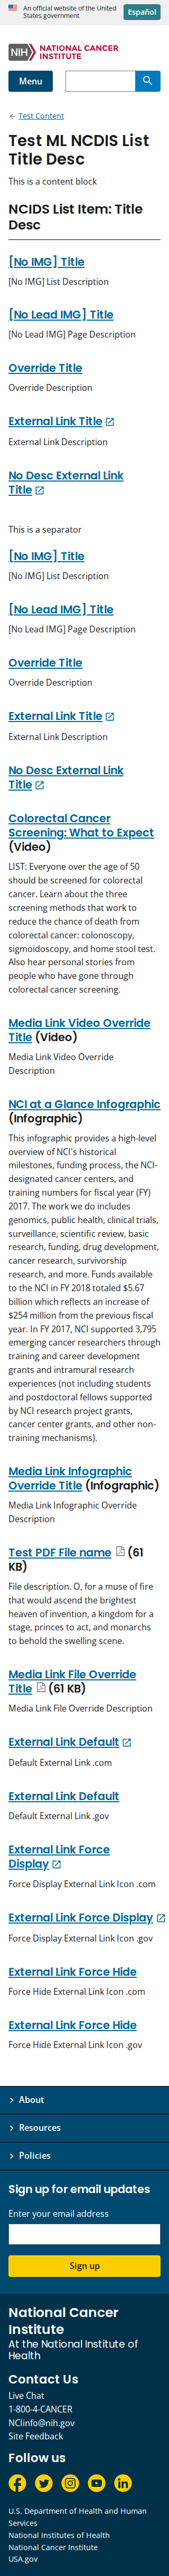 An official website of the United
States government
Español
NIH NATIONAL CANCER
INSTITUTE
Menu
Test Content
Test ML NCDIS List
Title Desc
This is a content block
NCIDS List Item: Title
Desc
[No IMG] Title
[No IMG] List Description
[No Lead IMG] Title
[No Lead IMG] Page Description
Override Title
Override Description
External Link Title
External Link Description
No Desc External Link
Title
This is a separator
[No IMG] Title
[No IMG] List Description
[No Lead IMG] Title
[No Lead IMG] Page Description
Override Title
Override Description
External Link Title
External Link Description
No Desc External Link
Title
Colorectal Cancer
Screening: What to Expect
(Video)
LIST: Everyone over the age of 50
should be screened for colorectal
cancer. Learn about the three
screening methods that work to
reduce the chance of death from
colorectal cancer: colonoscopy,
sigmoidoscopy, and home stool test.
Also hear personal stories from
people who have gone through
colorectal cancer screening.
Media Link Video Override
Title (Video)
Media Link Video Override
Description
NCI at a Glance Infographic
(Infographic)
This infographic provides a high-level
overview of NCI's historical
milestones, funding process, the NCI-
designated cancer centers, and
training numbers for fiscal year (FY)
2017. The work we do includes
genomics, public health, clinical trials,
surveillance, scientific review, basic
research, funding, drug development,
cancer research, survivorship
research, and more. Funds available
to the NCI in FY 2018 totaled $5.67
billion which reflects an increase of
$254 million from the previous fiscal
year. In FY 2017, NCI supported 3,795
emerging cancer researchers through
training and career development
grants and intramural research
experiences (not including students
and postdoctoral fellows supported
by NCI research project grants,
cancer center grants, and other non-
training mechanisms).
Media Link Infographic
Override Title (Infographic)
Media Link Infographic Override
Description
Test PDF File name (61
KB)
File description. O, for a muse of fire
that would ascend the brightest
heaven of invention, a kingdom for a
stage, princes to act, and monarchs
to behold the swelling scene.
Media Link File Override
Title (61 KB)
Media Link File Override Description
External Link Default
Default External Link .com
External Link Default
Default External Link .gov
External Link Force
Display
Force Display External Link Icon .com
External Link Force Display
Force Display External Link Icon .gov
External Link Force Hide
Force Hide External Link Icon .com
External Link Force Hide
Force Hide External Link Icon .gov
About
Resources
Policies
Sign up for email updates
Enter your email address
Sign up
National Cancer
Institute
At the National Institute of
Health
Contact Us
Live Chat
1-800-4-CANCER
NCIinfo@nih.gov
Site Feedback
Follow us
U.S. Department of Health and Human
Services
National Institutes of Health
National Cancer Institute
USA.gov